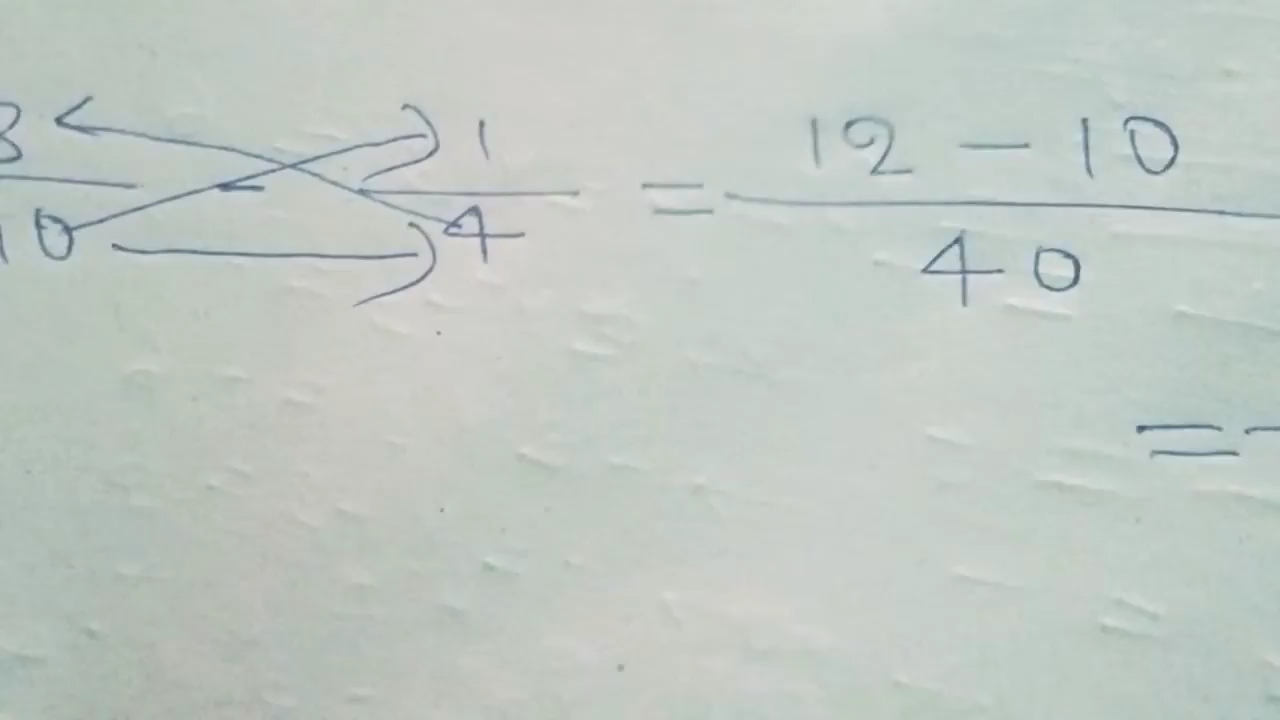 3/10 - 1/4 = 12 - 10/40
=